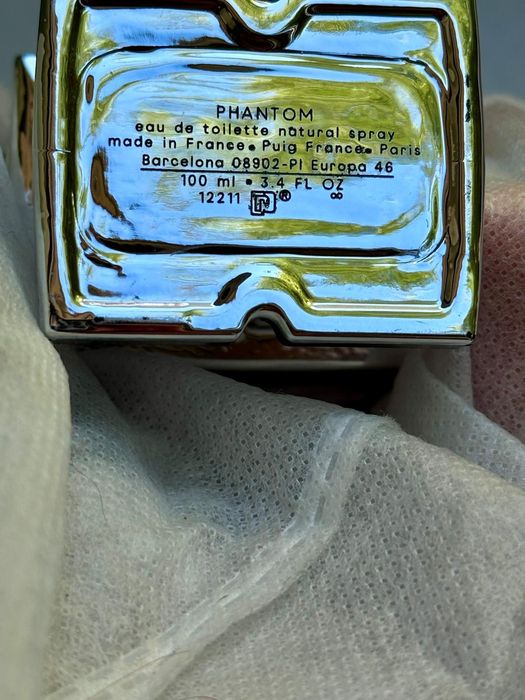 PHANTOM
eau de toilette natural spray
made in France • Puig France • Paris
Barcelona 08902-Pl Europa 46
100 ml • 3.4 FL OZ
12211 ®